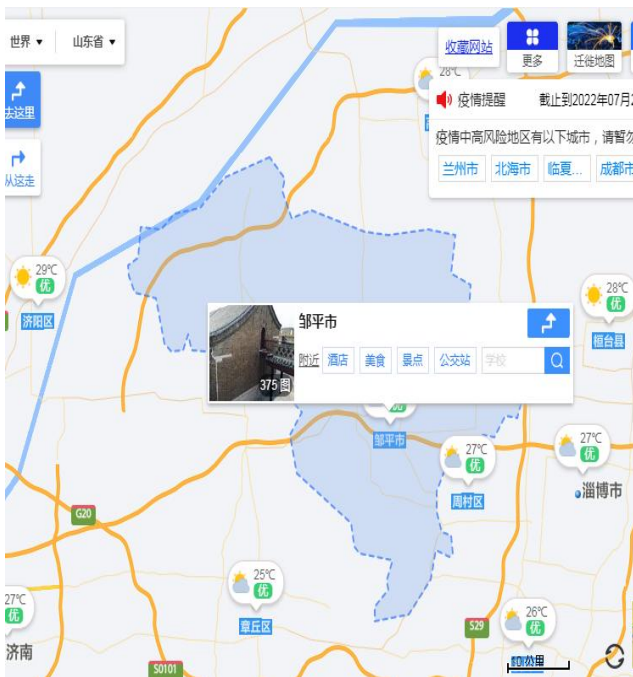 世界 ▾ 山东省 ▾
收藏网站
更多
迁徙地图
28℃
去这里
疫情提醒 截止到2022年07月2
疫情中高风险地区有以下城市，请暂勿
兰州市 北海市 临夏... 成都市
从这走
29℃
优
济阳区
28℃
优
桓台县
邹平市
附近 酒店 美食 景点 公交站 学校
375 图
优
邹平市
27℃
优
周村区
27℃
优
淄博市
G20
25℃
优
章丘区
27℃
优
济南
26℃
优
S29
S0101